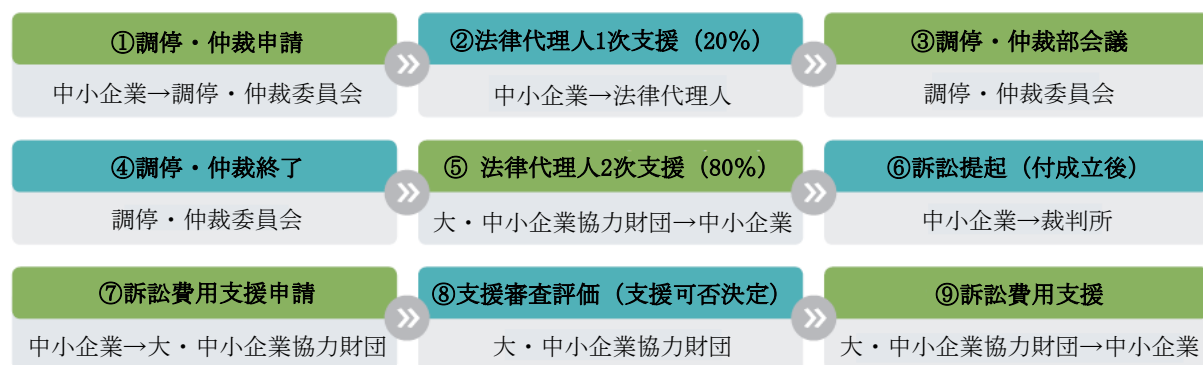 ①調停・仲裁申請
中小企業→調停・仲裁委員会
②法律代理人1次支援（20%）
中小企業→法律代理人
③調停・仲裁部会議
調停・仲裁委員会
④調停・仲裁終了
調停・仲裁委員会
⑤ 法律代理人2次支援（80%）
大・中小企業協力財団→中小企業
⑥訴訟提起（付成立後）
中小企業→裁判所
⑦訴訟費用支援申請
中小企業→大・中小企業協力財団
⑧支援審査評価（支援可否決定）
大・中小企業協力財団
⑨訴訟費用支援
大・中小企業協力財団→中小企業